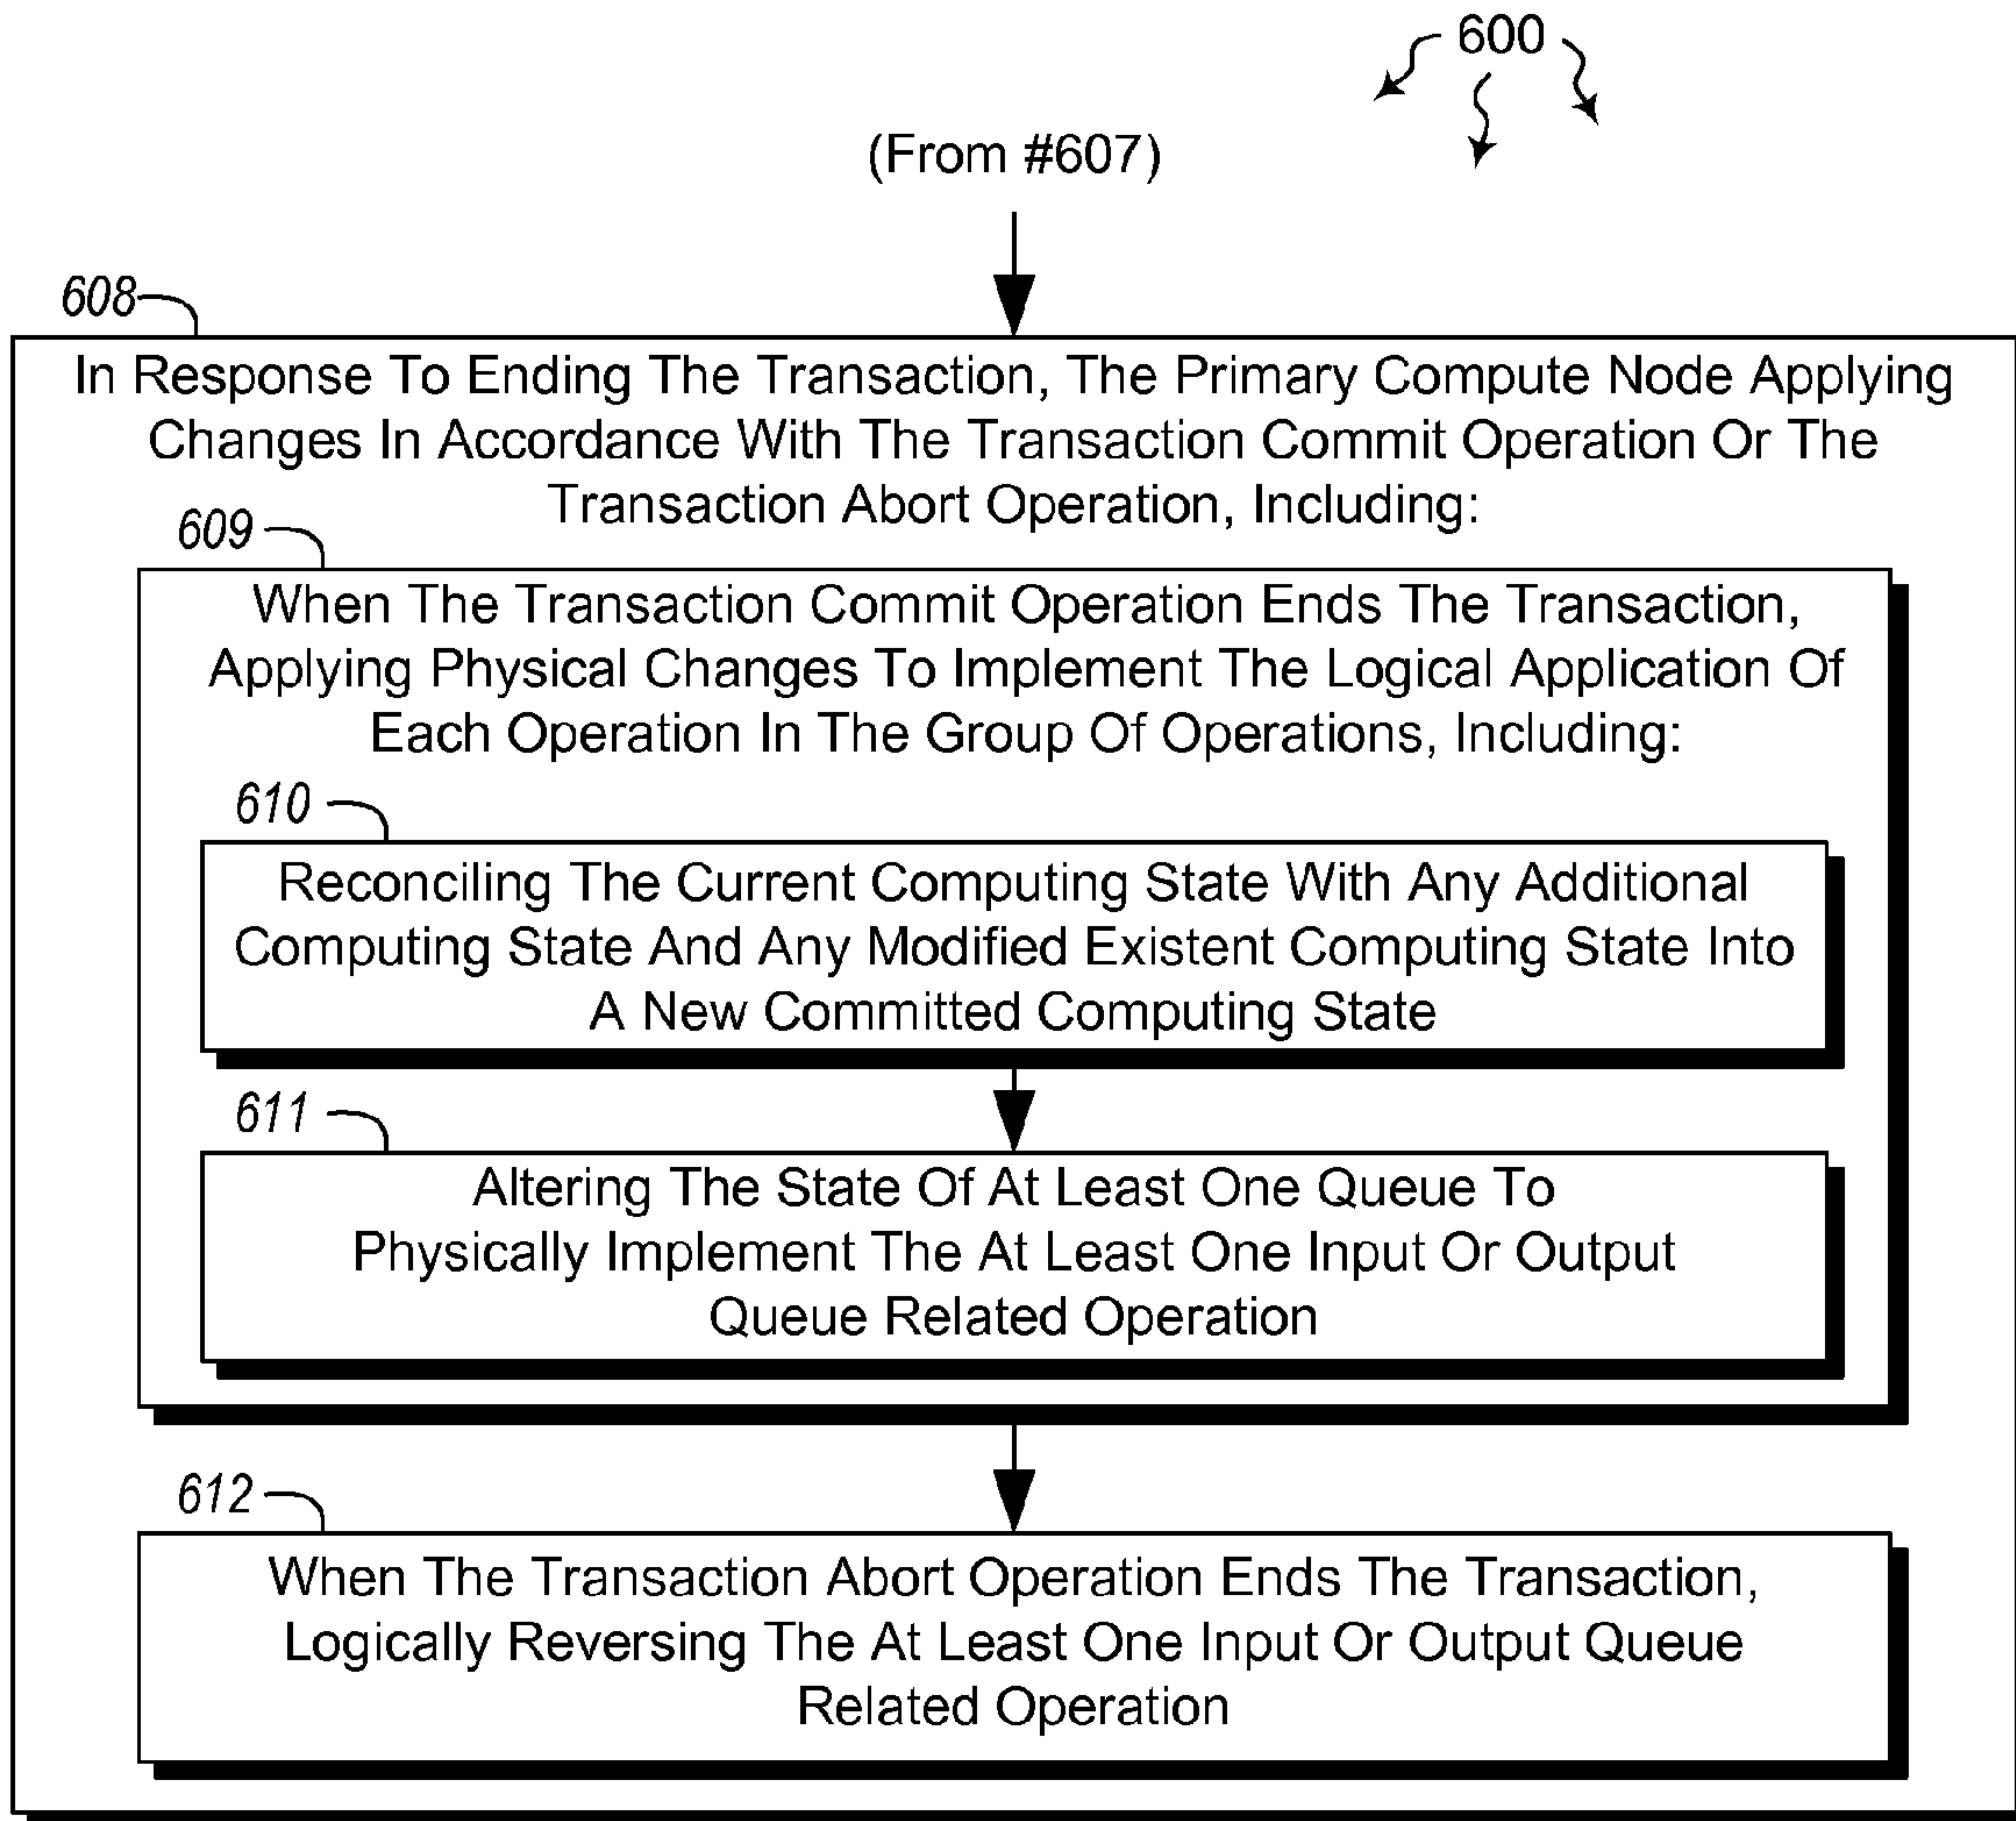 600
(From #607)
608
In Response To Ending The Transaction, The Primary Compute Node Applying
Changes In Accordance With The Transaction Commit Operation Or The
Transaction Abort Operation, Including:
609
When The Transaction Commit Operation Ends The Transaction,
Applying Physical Changes To Implement The Logical Application Of
Each Operation In The Group Of Operations, Including:
610
Reconciling The Current Computing State With Any Additional
Computing State And Any Modified Existent Computing State Into
A New Committed Computing State
611
Altering The State Of At Least One Queue To
Physically Implement The At Least One Input Or Output
Queue Related Operation
612
When The Transaction Abort Operation Ends The Transaction,
Logically Reversing The At Least One Input Or Output Queue
Related Operation